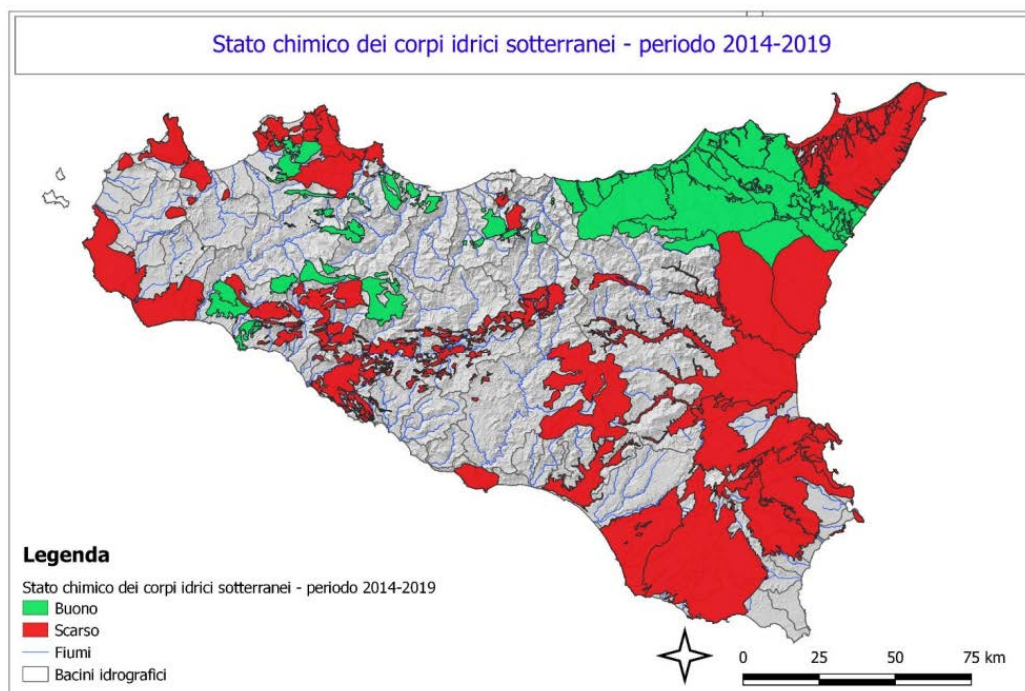 Stato chimico dei corpi idrici sotterranei - periodo 2014-2019
Legenda
Stato chimico dei corpi idrici sotterranei - periodo 2014-2019
Buono
Scarso
Fiumi
Bacini idrografici
0 25 50 75 km